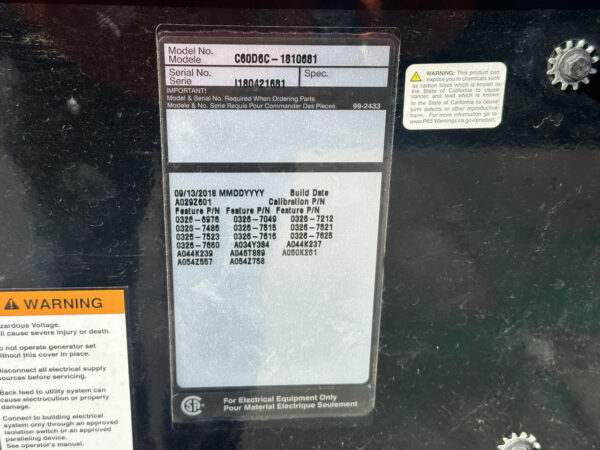 Model No.
Modele
C60D6C-1810681
Serial No.
Serie
I180421681
Spec.
IMPORTANT!
Model & Serial No. Required When Ordering Parts.
Modele & No. Serie Requis Pour Commander Des Pieces.
99-2433
09/13/2018 MMDDYYYY Build Date
A029Z601 Calibration P/N
Feature P/N Feature P/N Feature P/N
0326-6976 0326-7049 0326-7212
0326-7486 0326-7515 0326-7521
0326-7523 0326-7616 0326-7625
0326-7660 A034Y384 A044K237
A044K239 A046T889 A050K261
A054Z557 A054Z758
For Electrical Equipment Only
Pour Material Electrique Seulement
WARNING: This product can
expose you to chemicals such
as carbon black which is known to
the State of California to cause
cancer, and lead which is known
to the State of California to cause
birth defects or other reproductive
harm. For more information go to
www.P65 Warnings.ca.gov/product.
WARNING
zardous Voltage.
ll cause severe injury or death.
o not operate generator set
ithout this cover in place.
isconnect all electrical supply
ources before servicing.
Back feed to utility system can
cause electrocution or property
damage.
Connect to building electrical
system only through an approved
isolation switch or an approved
paralleling device.
See operator's manual.